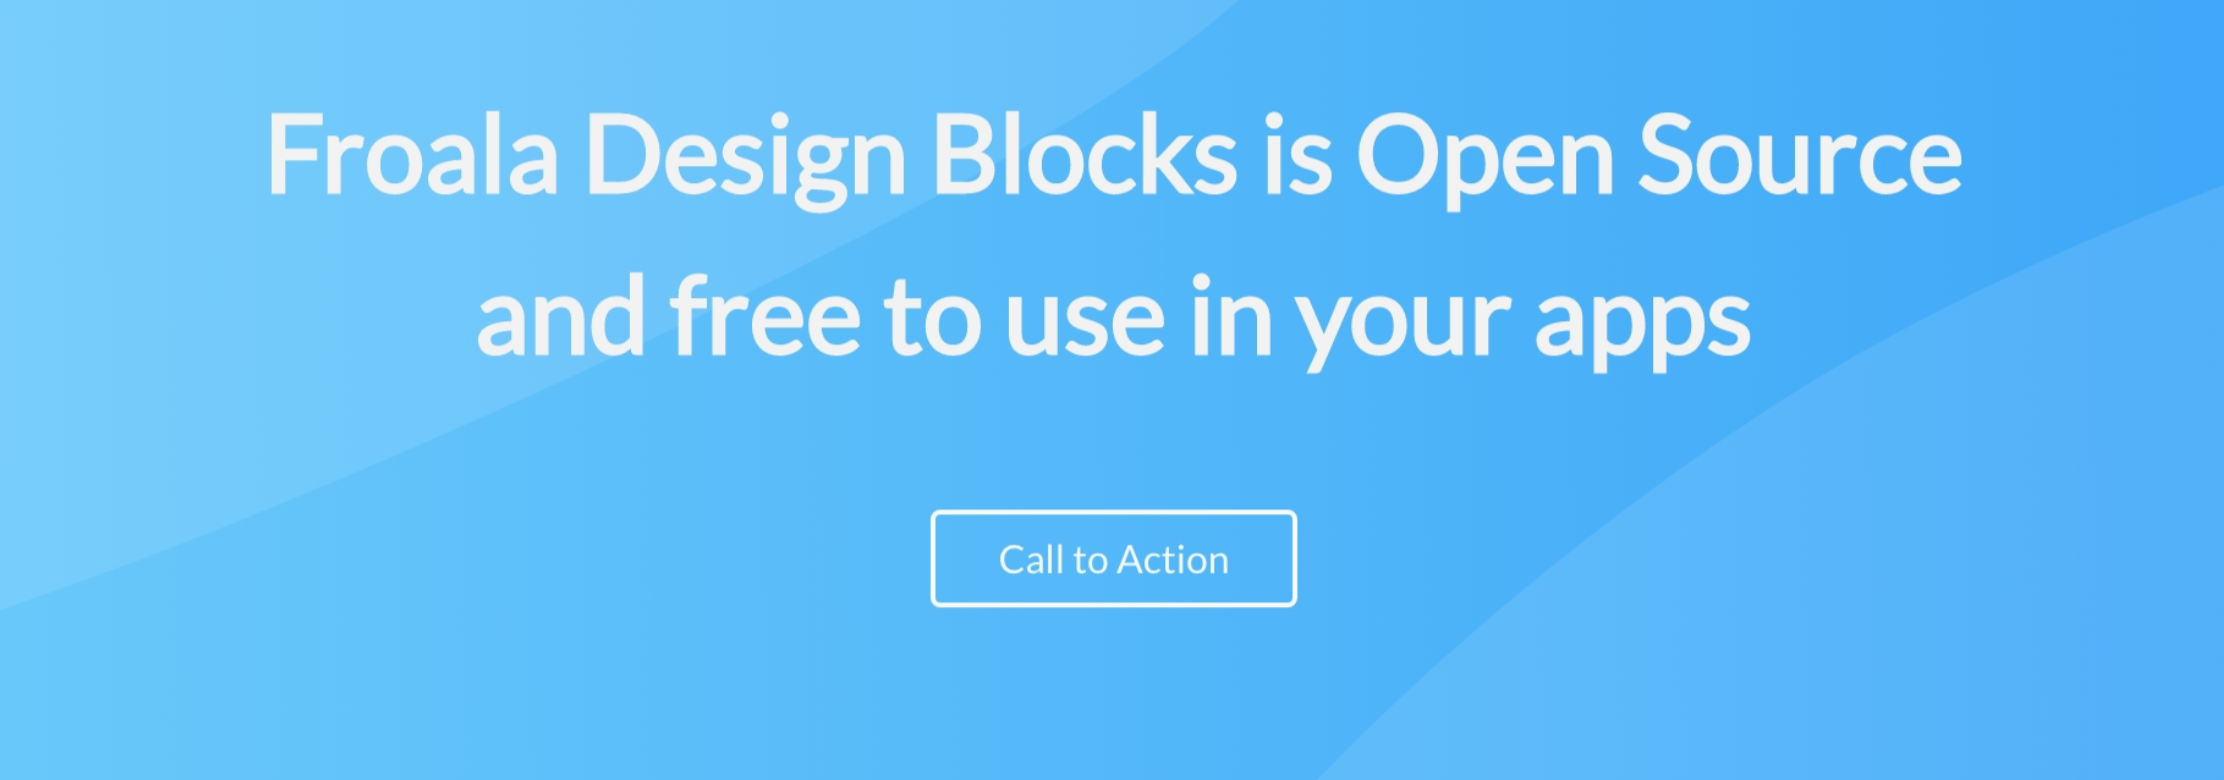 Froala Design Blocks is Open Source
and free to use in your apps
Call to Action